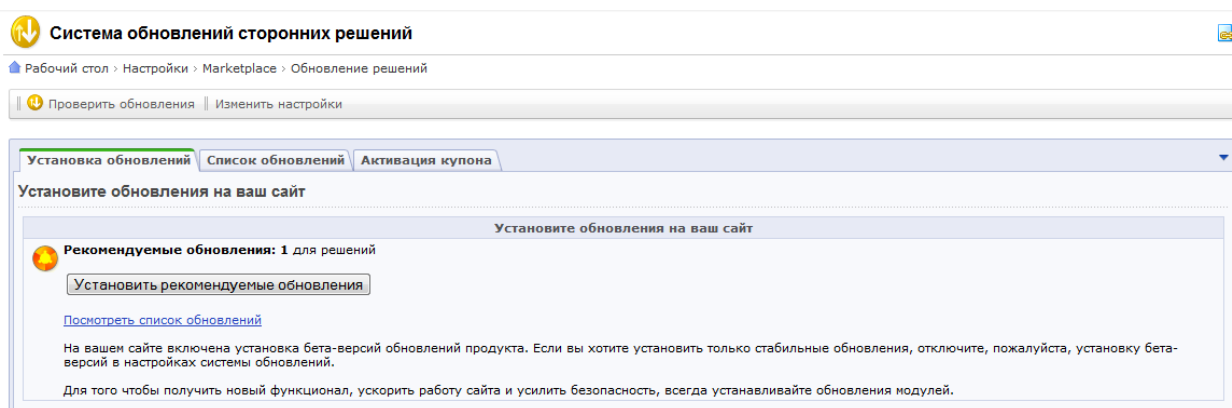 Система обновлений сторонних решений
Рабочий стол › Настройки › Marketplace › Обновление решений
Проверить обновления Изменить настройки
Установка обновлений Список обновлений Активация купона
Установите обновления на ваш сайт
Установите обновления на ваш сайт
Рекомендуемые обновления: 1 для решений
Установить рекомендуемые обновления
Посмотреть список обновлений
На вашем сайте включена установка бета-версий обновлений продукта. Если вы хотите установить только стабильные обновления, отключите, пожалуйста, установку бета-
версий в настройках системы обновлений.
Для того чтобы получить новый функционал, ускорить работу сайта и усилить безопасность, всегда устанавливайте обновления модулей.